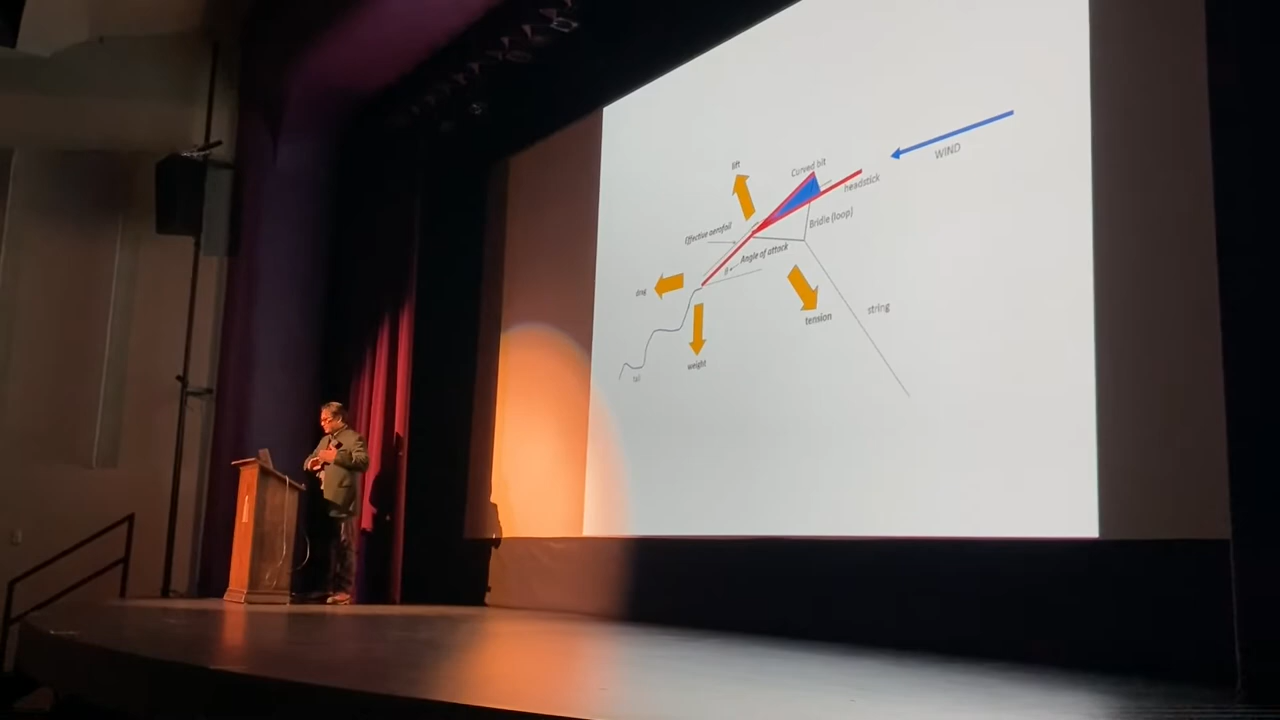 WIND
lift
Curved bit
headstick
Bridle (loop)
Effective aerofoil
Angle of attack
θ
drag
tension
string
weight
Tail